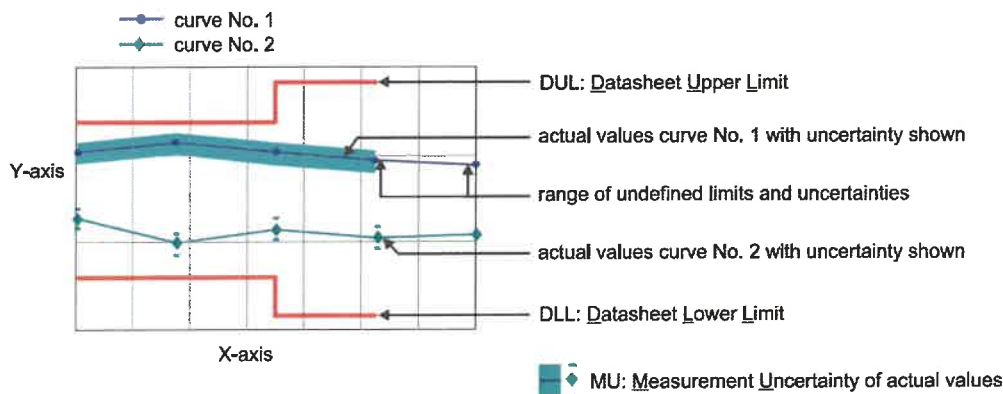 curve No. 1
curve No. 2
DUL: Datasheet Upper Limit
actual values curve No. 1 with uncertainty shown
Y-axis
range of undefined limits and uncertainties
actual values curve No. 2 with uncertainty shown
DLL: Datasheet Lower Limit
X-axis
MU: Measurement Uncertainty of actual values